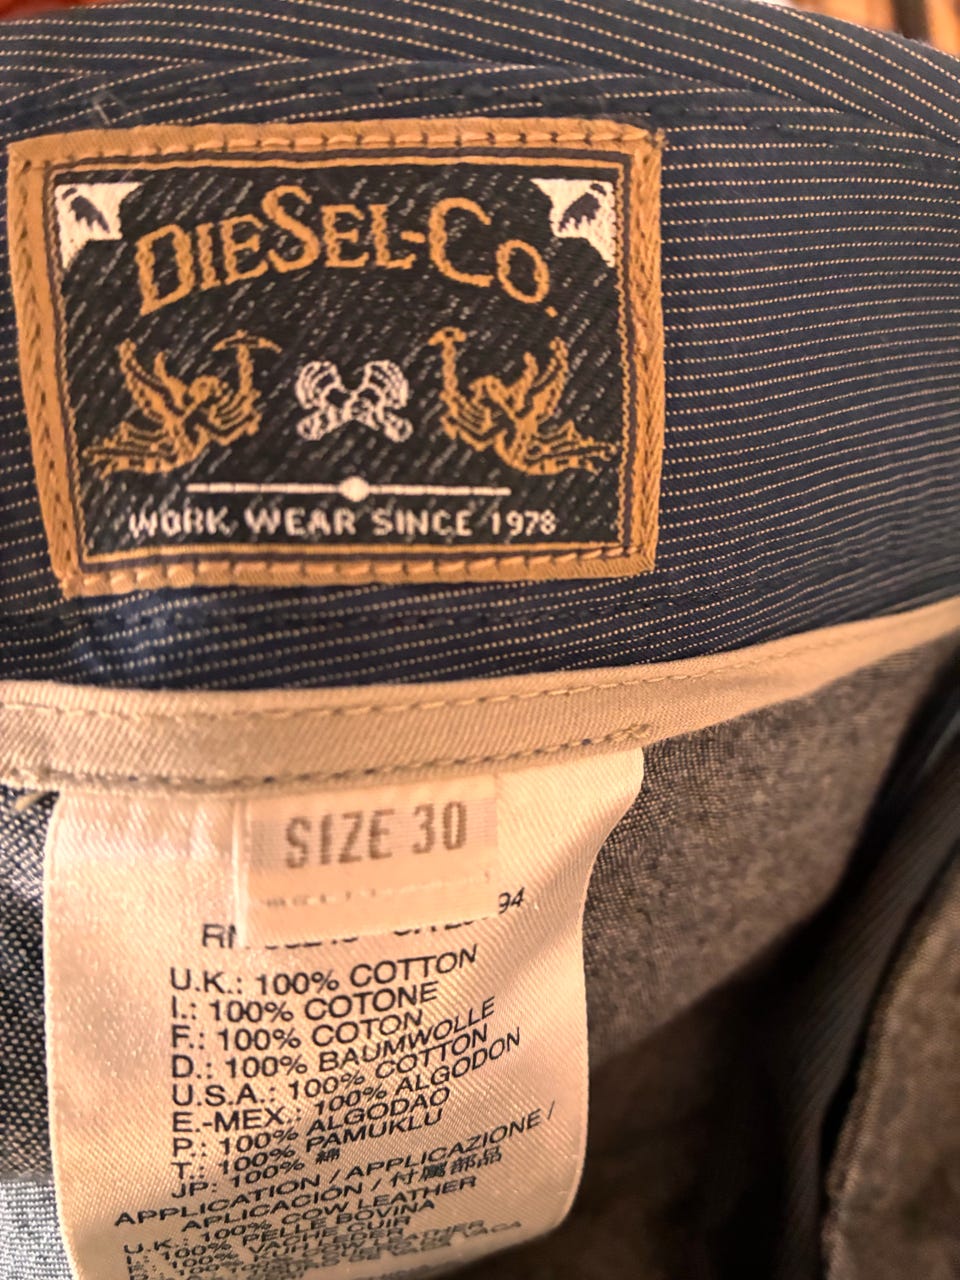 DIESEL-CO.
WORK WEAR SINCE 1978
SIZE 30
94
U.K.: 100% COTTON
I.: 100% COTONE
F.: 100% COTON
D.: 100% BAUMWOLLE
U.S.A.: 100% COTTON
E.-MEX.: 100% ALGODON
P.: 100% ALGODAO
T.: 100% PAMUKLU
JP: 100% 綿
APPLICATION / APPLICAZIONE /
APLICACIÓN / 付属部品
U.K.: 100% COW LEATHER
I.: 100% PELLE BOVINA
100% CUIR